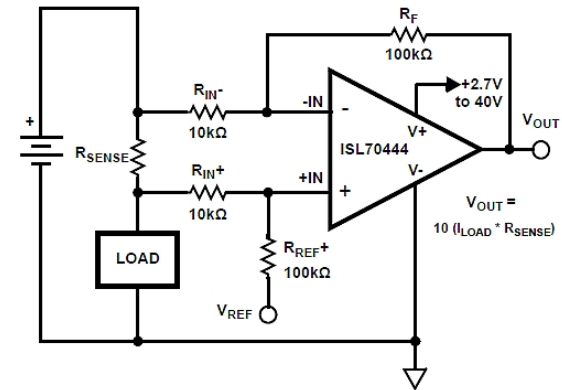 RF
100kΩ
+2.7V
to 40V
RIN-
-IN
-
10kΩ
V+
VOUT
+
RSENSE
ISL70444
RIN+
+IN
+
V-
10kΩ
VOUT =
10 (ILOAD * RSENSE)
LOAD
RREF+
100kΩ
VREF